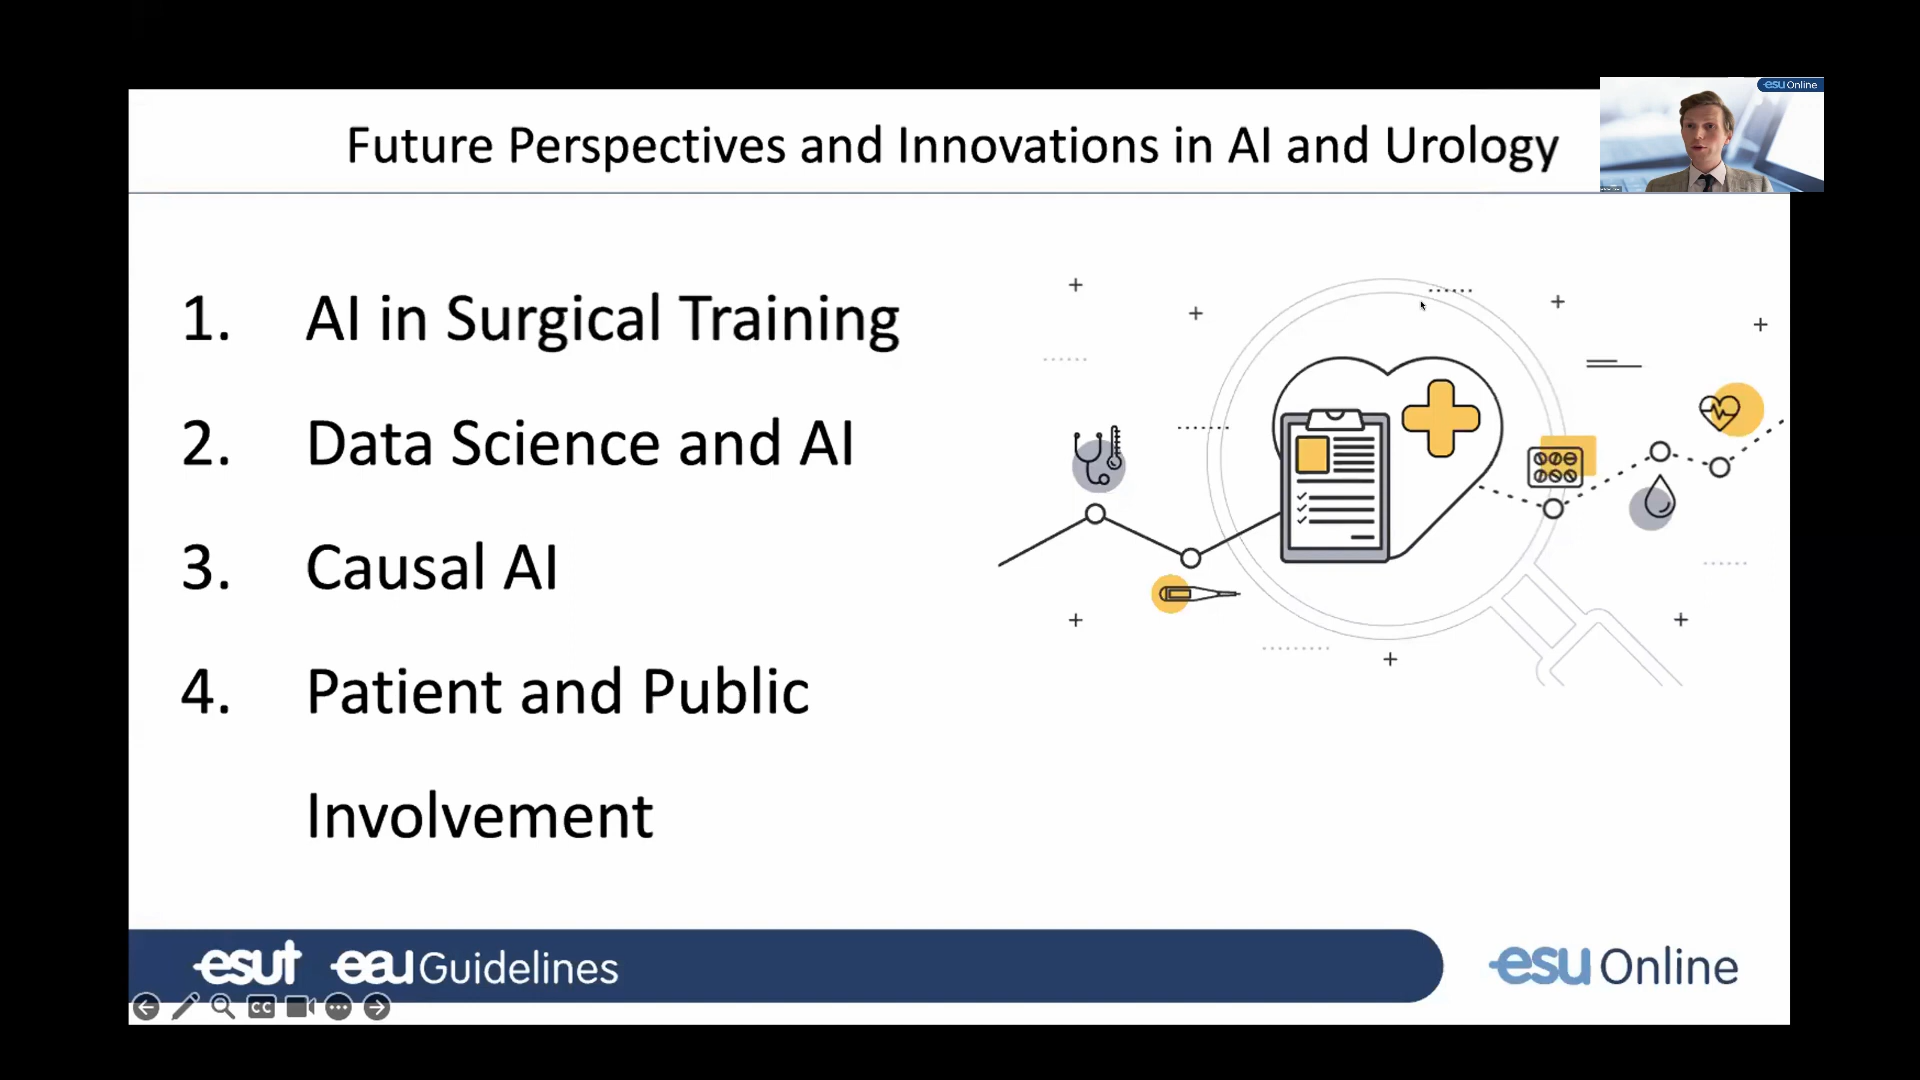 esu Online
Future Perspectives and Innovations in AI and Urology
1. AI in Surgical Training
2. Data Science and AI
3. Causal AI
4. Patient and Public
Involvement
esut eau Guidelines
esu Online
CC